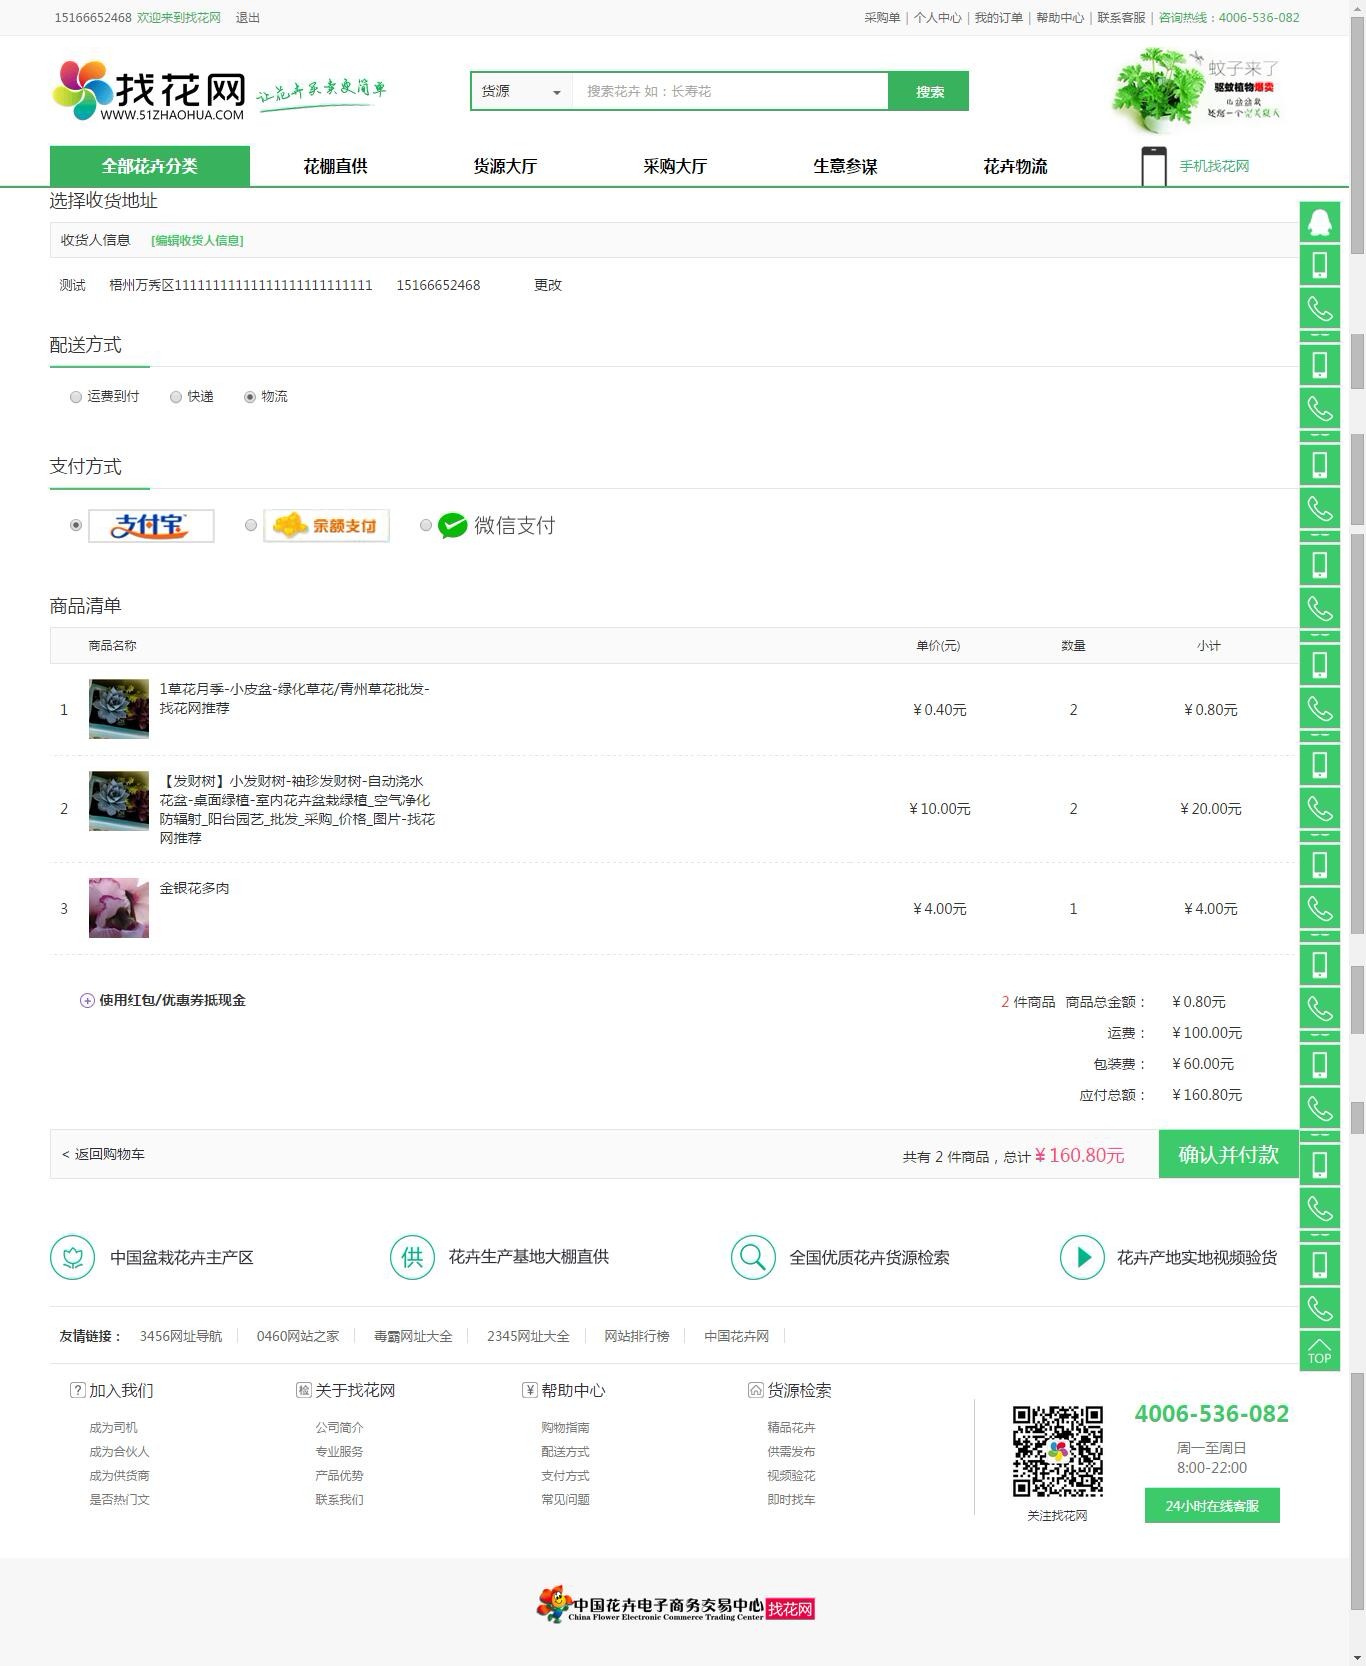 15166652468 欢迎来到找花网 退出
采购单 | 个人中心 | 我的订单 | 帮助中心 | 联系客服 | 咨询热线：4006-536-082
找花网
WWW.51ZHAOHUA.COM
让花卉买卖更简单
货源 搜索花卉 如：长寿花 搜索
蚊子来了
驱蚊植物爆卖
全部花卉分类 花棚直供 货源大厅 采购大厅 生意参谋 花卉物流 手机找花网
选择收货地址
收货人信息 [编辑收货人信息]
测试 梧州万秀区11111111111111111111111111 15166652468 更改
配送方式
运费到付 快递 物流
支付方式
支付宝 余额支付 微信支付
商品清单
商品名称 单价(元) 数量 小计
1草花月季-小皮盆-绿化草花/青州草花批发-
找花网推荐
1 ￥0.40元 2 ￥0.80元
【发财树】小发财树-袖珍发财树-自动浇水
花盆-桌面绿植-室内花卉盆栽绿植_空气净化
防辐射_阳台园艺_批发_采购_价格_图片-找花
网推荐
2 ￥10.00元 2 ￥20.00元
金银花多肉
3 ￥4.00元 1 ￥4.00元
使用红包/优惠券抵现金
2 件商品 商品总金额： ￥0.80元
运费： ￥100.00元
包装费： ￥60.00元
应付总额： ￥160.80元
< 返回购物车 共有 2 件商品，总计￥160.80元 确认并付款
中国盆栽花卉主产区 供 花卉生产基地大棚直供 全国优质花卉货源检索 花卉产地实地视频验货
友情链接： 3456网址导航 0460网站之家 毒霸网址大全 2345网址大全 网站排行榜 中国花卉网
TOP
? 加入我们 检 关于找花网 ¥ 帮助中心 货源检索
成为司机 公司简介 购物指南 精品花卉
成为合伙人 专业服务 配送方式 供需发布
成为供货商 产品优势 支付方式 视频验花
是否热门文 联系我们 常见问题 即时找车
关注找花网
4006-536-082
周一至周日
8:00-22:00
24小时在线客服
中国花卉电子商务交易中心 找花网
China Flower Electronic Commerce Trading Center